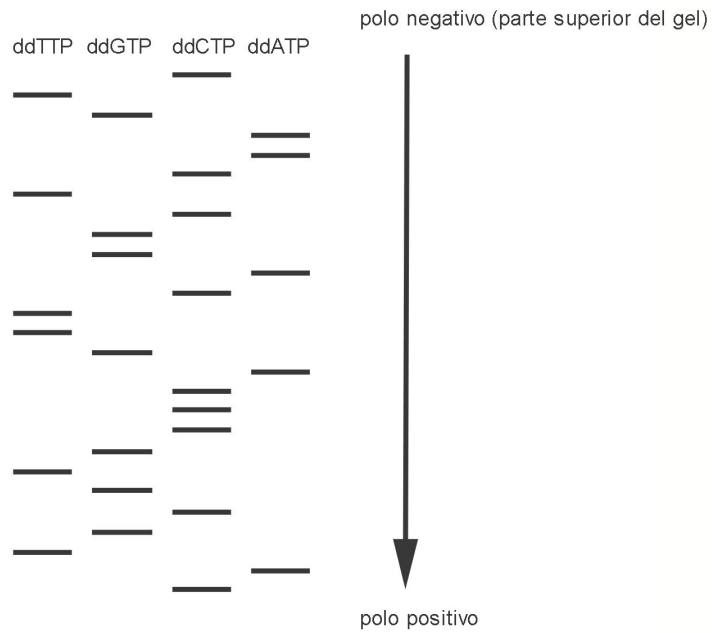 polo negativo (parte superior del gel)
ddTTP ddGTP ddCTP ddATP
polo positivo